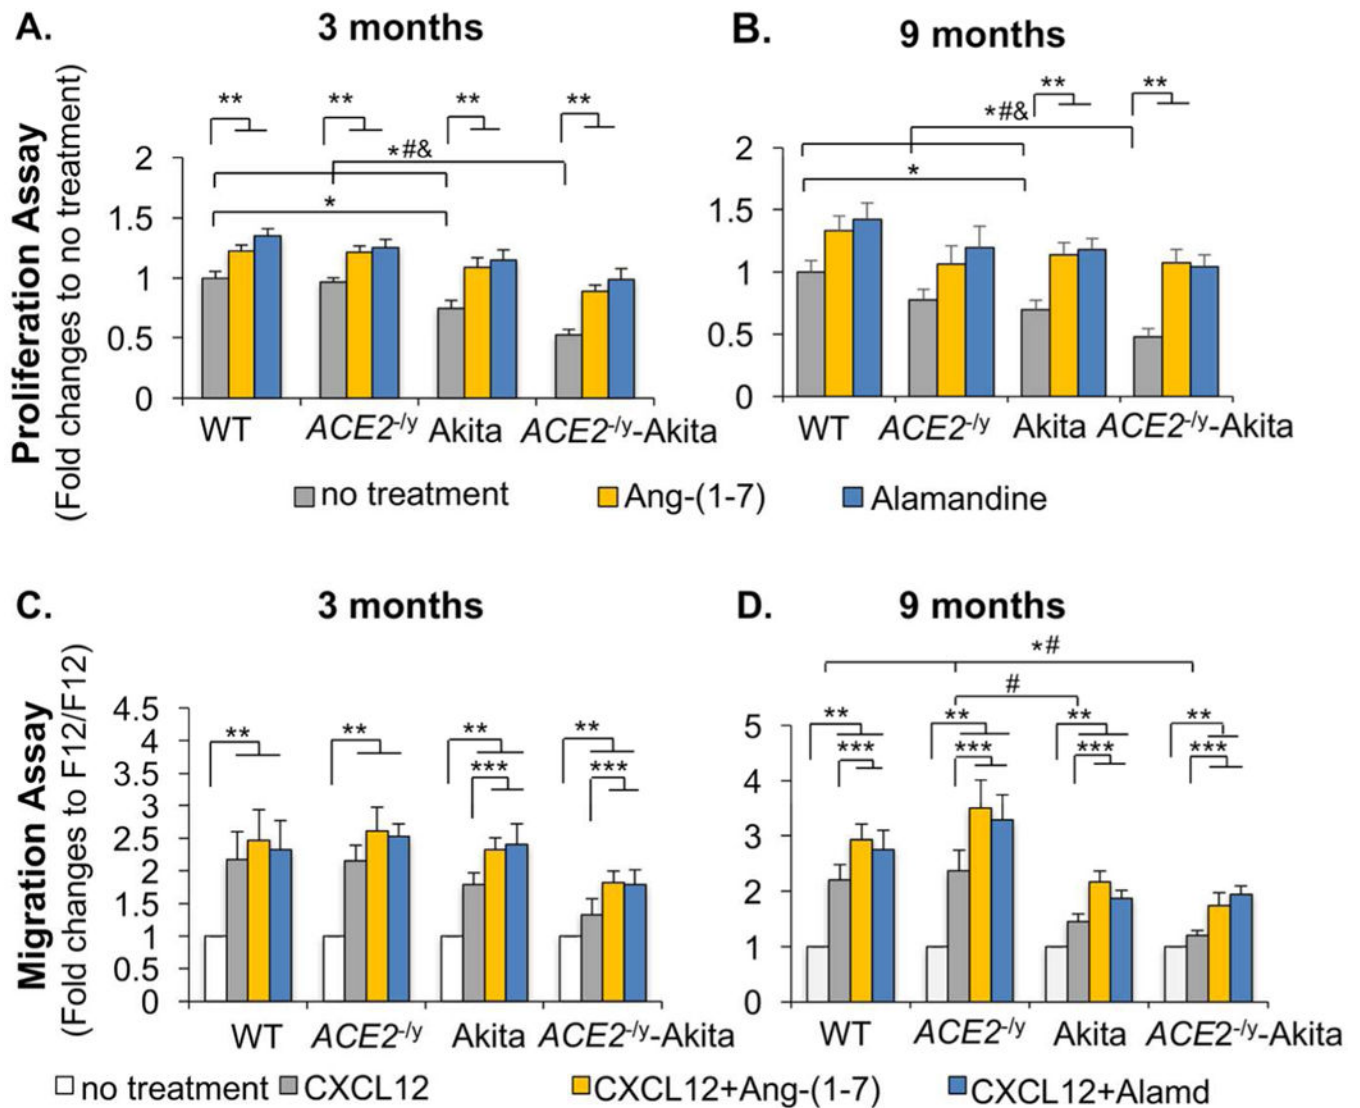 A.
3 months
B.
9 months
Proliferation Assay
(Fold changes to no treatment)
** ** ** **
*#&
*
2
1.5
1
0.5
0
WT ACE2-/y Akita ACE2-/y-Akita
** **
*#&
*
2
1.5
1
0.5
0
WT ACE2-/y Akita ACE2-/y-Akita
no treatment Ang-(1-7) Alamandine
C.
3 months
D.
9 months
Migration Assay
(Fold changes to F12/F12)
** ** ** **
*** ***
4.5
4
3.5
3
2.5
2
1.5
1
0.5
0
WT ACE2-/y Akita ACE2-/y-Akita
*#
#
** ** ** **
*** *** *** ***
5
4
3
2
1
0
WT ACE2-/y Akita ACE2-/y-Akita
no treatment CXCL12 CXCL12+Ang-(1-7) CXCL12+Alamd